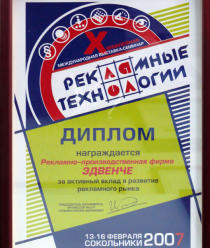 X
МЕЖДУНАРОДНАЯ ВЫСТАВКА-СЕМИНАР
РЕКЛАМНЫЕ
ТЕХНОЛОГИИ
ДИПЛОМ
награждается
Рекламно-производственная фирма
ЭДВЕНЧЕ
за активный вклад в развитие
рекламного рынка
13-16 ФЕВРАЛЯ
СОКОЛЬНИКИ 2007